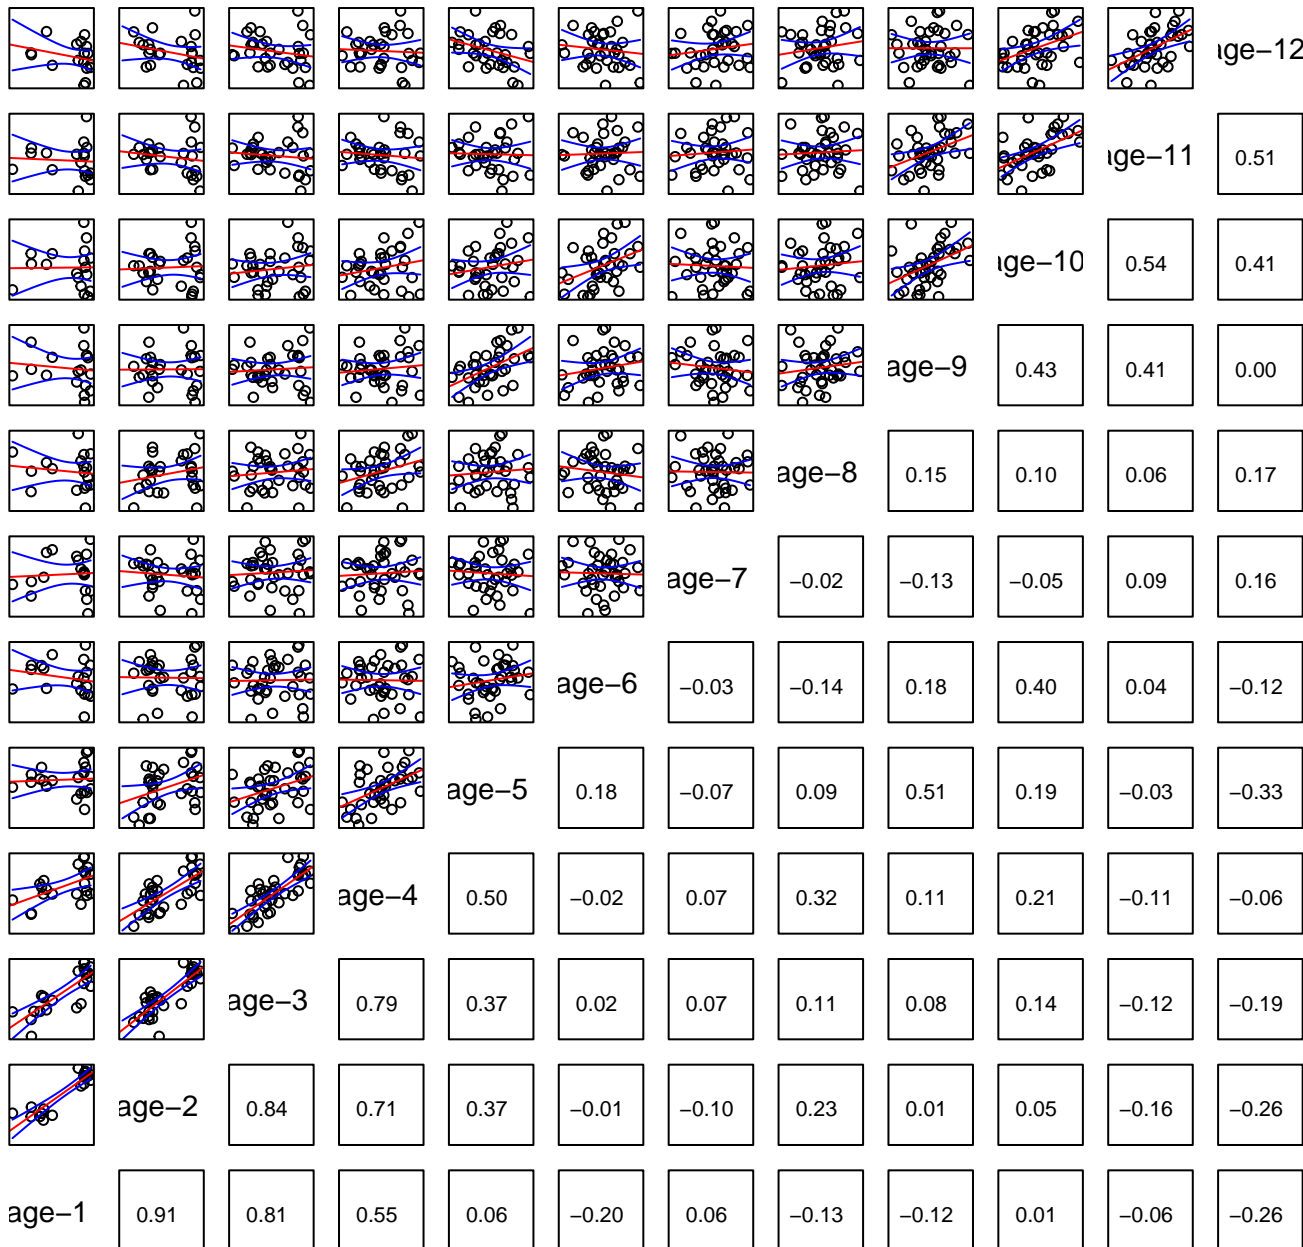 age−12
age−11 0.51
age−10 0.54 0.41
age−9 0.43 0.41 0.00
age−8 0.15 0.10 0.06 0.17
age−7 −0.02 −0.13 −0.05 0.09 0.16
age−6 −0.03 −0.14 0.18 0.40 0.04 −0.12
age−5 0.18 −0.07 0.09 0.51 0.19 −0.03 −0.33
age−4 0.50 −0.02 0.07 0.32 0.11 0.21 −0.11 −0.06
age−3 0.79 0.37 0.02 0.07 0.11 0.08 0.14 −0.12 −0.19
age−2 0.84 0.71 0.37 −0.01 −0.10 0.23 0.01 0.05 −0.16 −0.26
age−1 0.91 0.81 0.55 0.06 −0.20 0.06 −0.13 −0.12 0.01 −0.06 −0.26